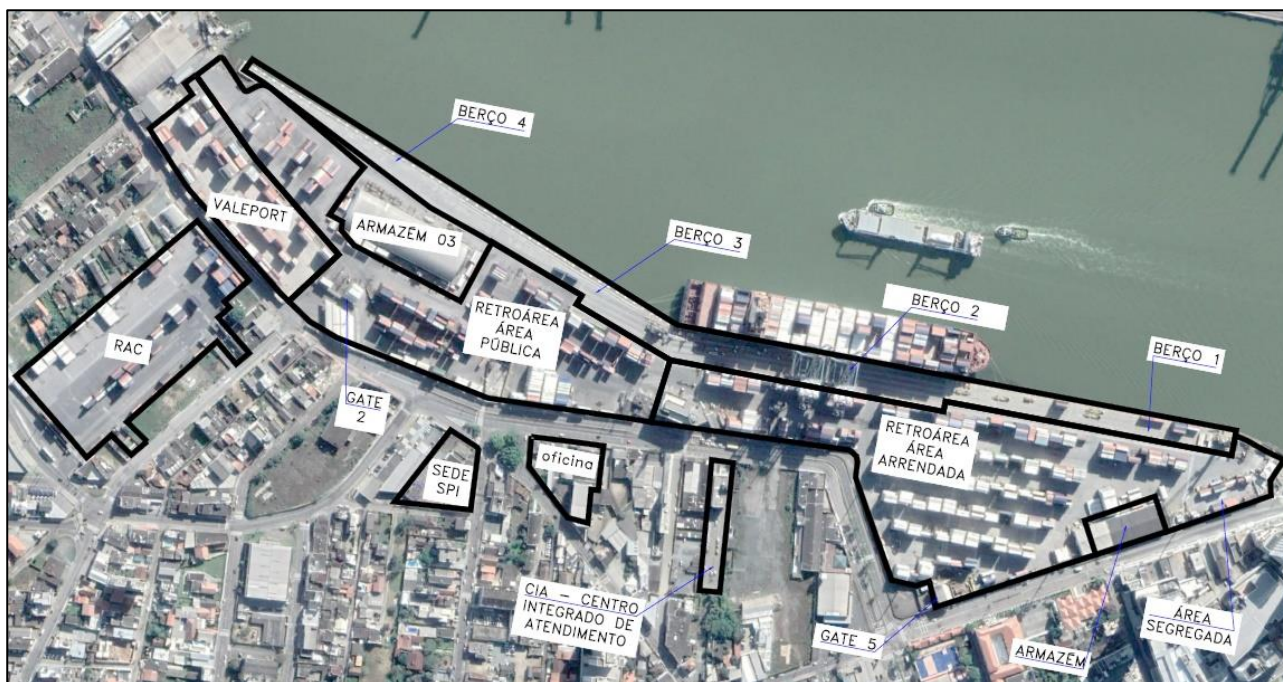 BERÇO 4
VALEPORT
ARMAZÉM 03
BERÇO 3
BERÇO 2
RETROÁREA
ÁREA
PÚBLICA
RAC
BERÇO 1
GATE
2
RETROÁREA
ÁREA
ARRENDADA
SEDE
SPI
oficina
CIA – CENTRO
INTEGRADO DE
ATENDIMENTO
GATE 5
ARMAZÉM
ÁREA
SEGREGADA